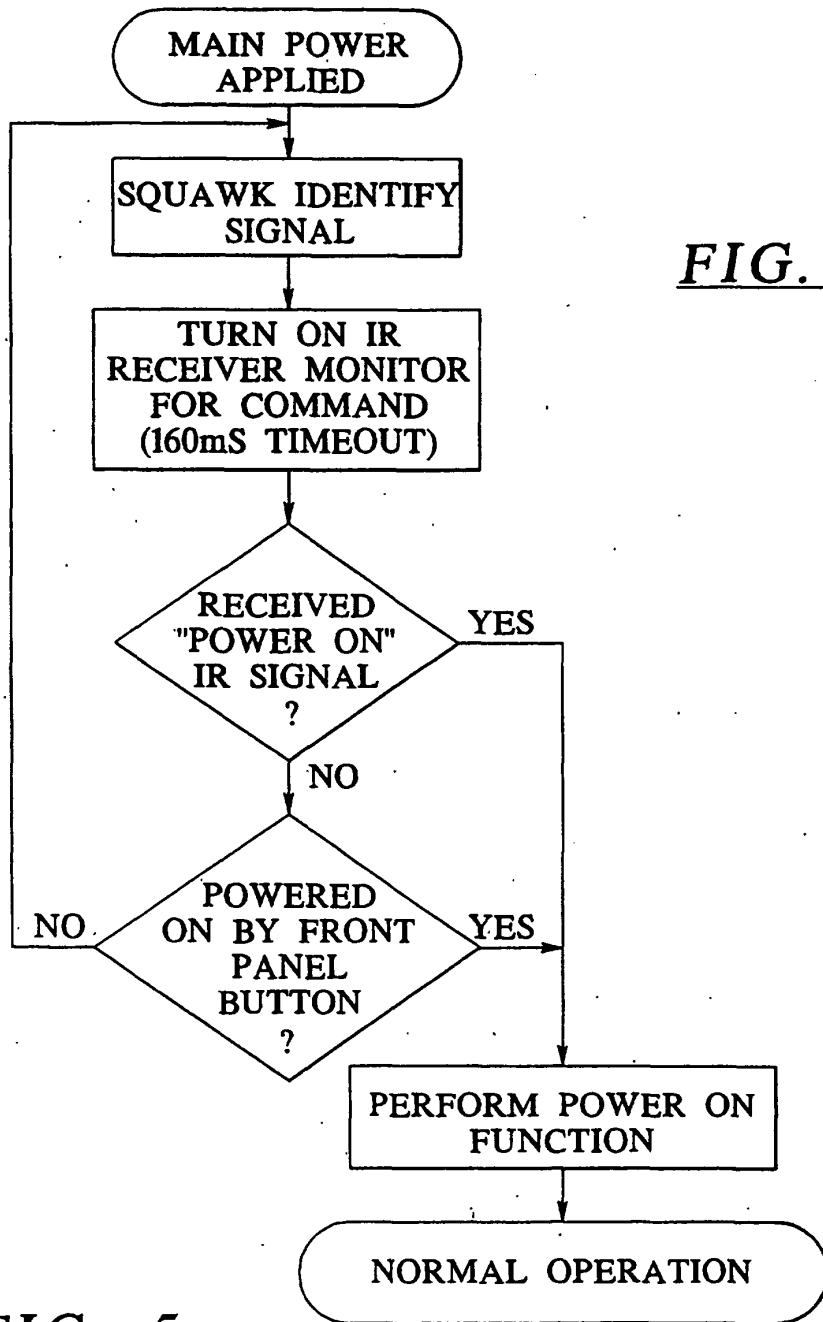 MAIN POWER
APPLIED
SQUAWK IDENTIFY
SIGNAL
FIG.
TURN ON IR
RECEIVER MONITOR
FOR COMMAND
(160mS TIMEOUT)
RECEIVED
"POWER ON"
IR SIGNAL
?
YES
NO
POWERED
ON BY FRONT
PANEL
BUTTON
?
NO
YES
PERFORM POWER ON
FUNCTION
NORMAL OPERATION